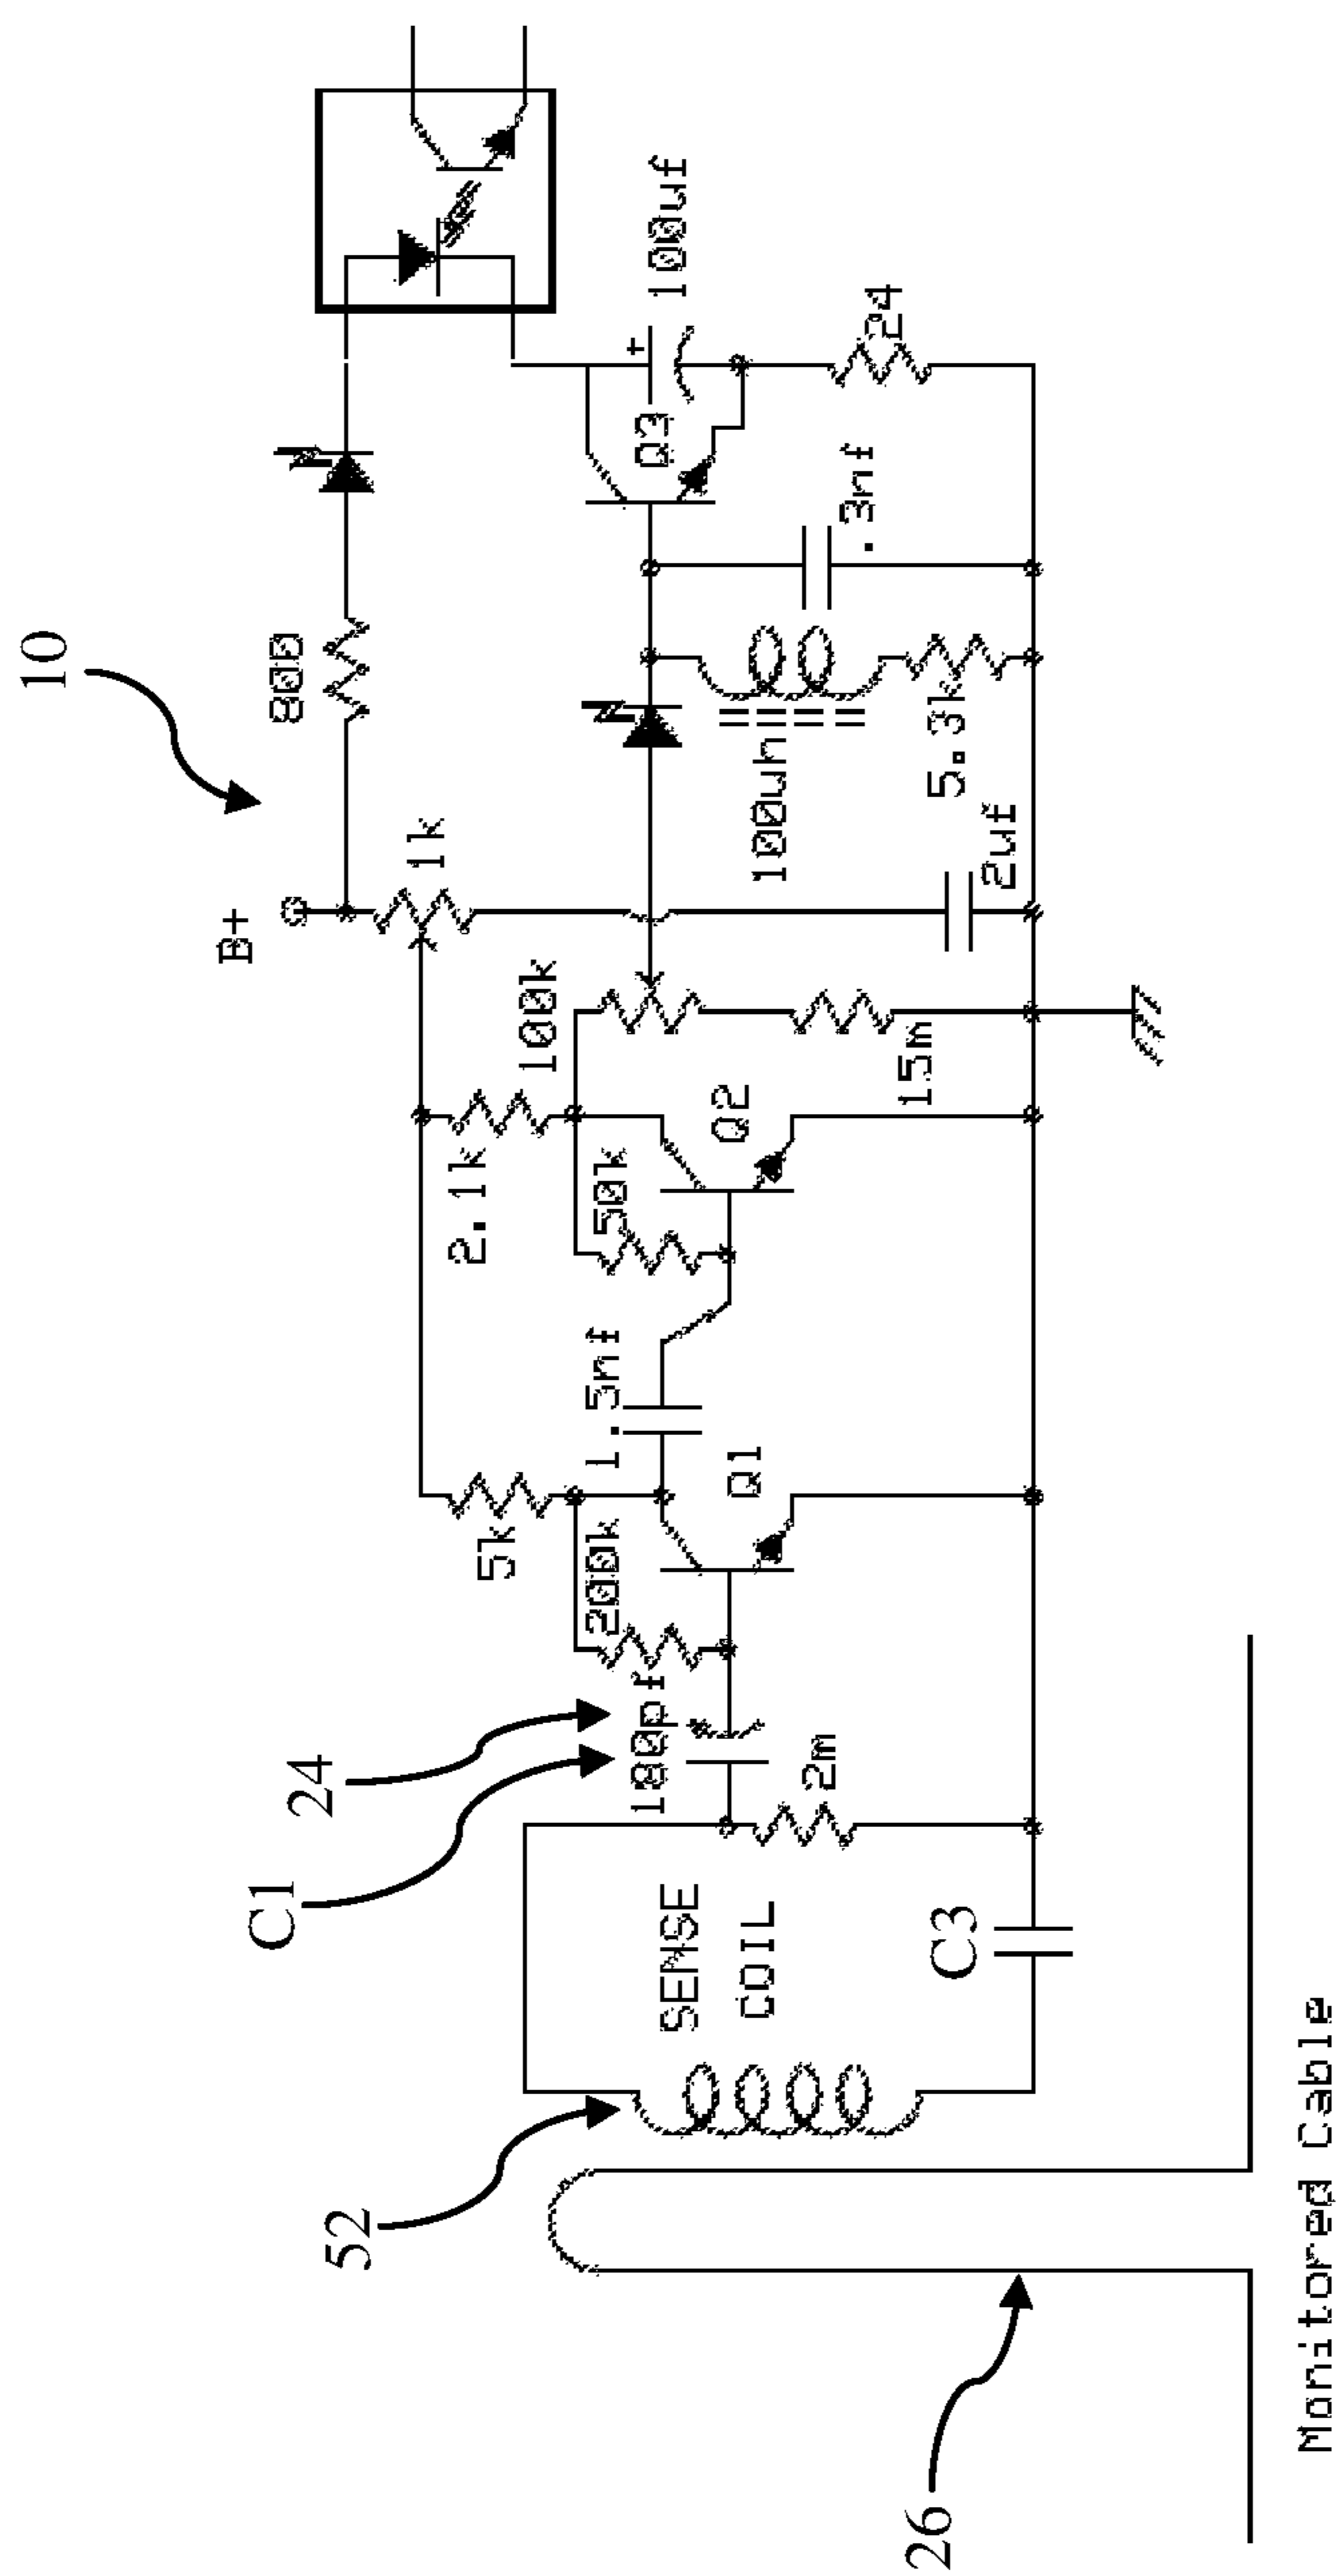 10
B+
800
1k
100k
2.1k
5k
50k
200k
1.5nf
Q1
Q2
15m
2uf
100uh
5.3k
.3nf
Q3
+
100uf
24
24
C1
180pf
2m
SENSE
COIL
C3
52
26
Monitored Cable